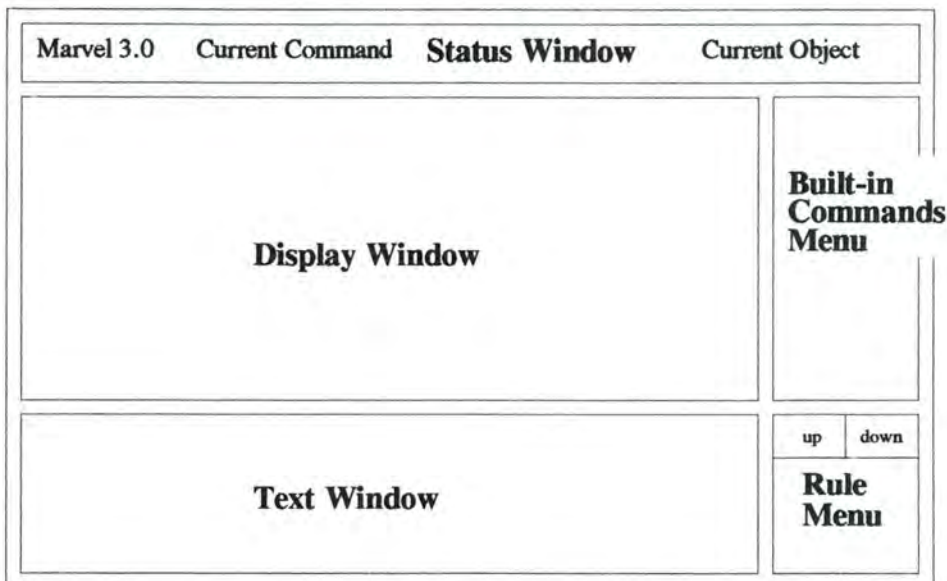 Marvel 3.0 Current Command Status Window Current Object
Display Window
Built-in
Commands
Menu
Text Window
up down
Rule
Menu